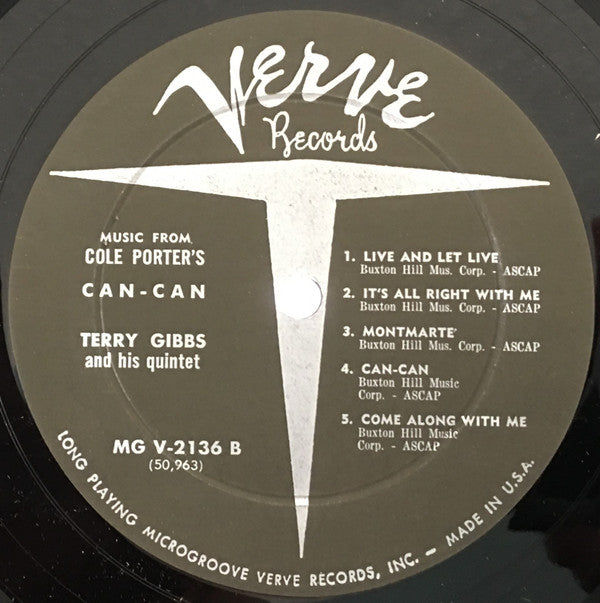 Verve
Records
MUSIC FROM
COLE PORTER'S
CAN-CAN
TERRY GIBBS
and his quintet
MG V-2136 B
(50,963)
1. LIVE AND LET LIVE
Buxton Hill Mus. Corp. - ASCAP
2. IT'S ALL RIGHT WITH ME
Buxton Hill Mus. Corp. - ASCAP
3. MONTMARTE'
Buxton Hill Mus. Corp. - ASCAP
4. CAN-CAN
Buxton Hill Music
Corp. - ASCAP
5. COME ALONG WITH ME
Buxton Hill Music
Corp. - ASCAP
LONG PLAYING MICROGROOVE VERVE RECORDS, INC. – MADE IN U.S.A.